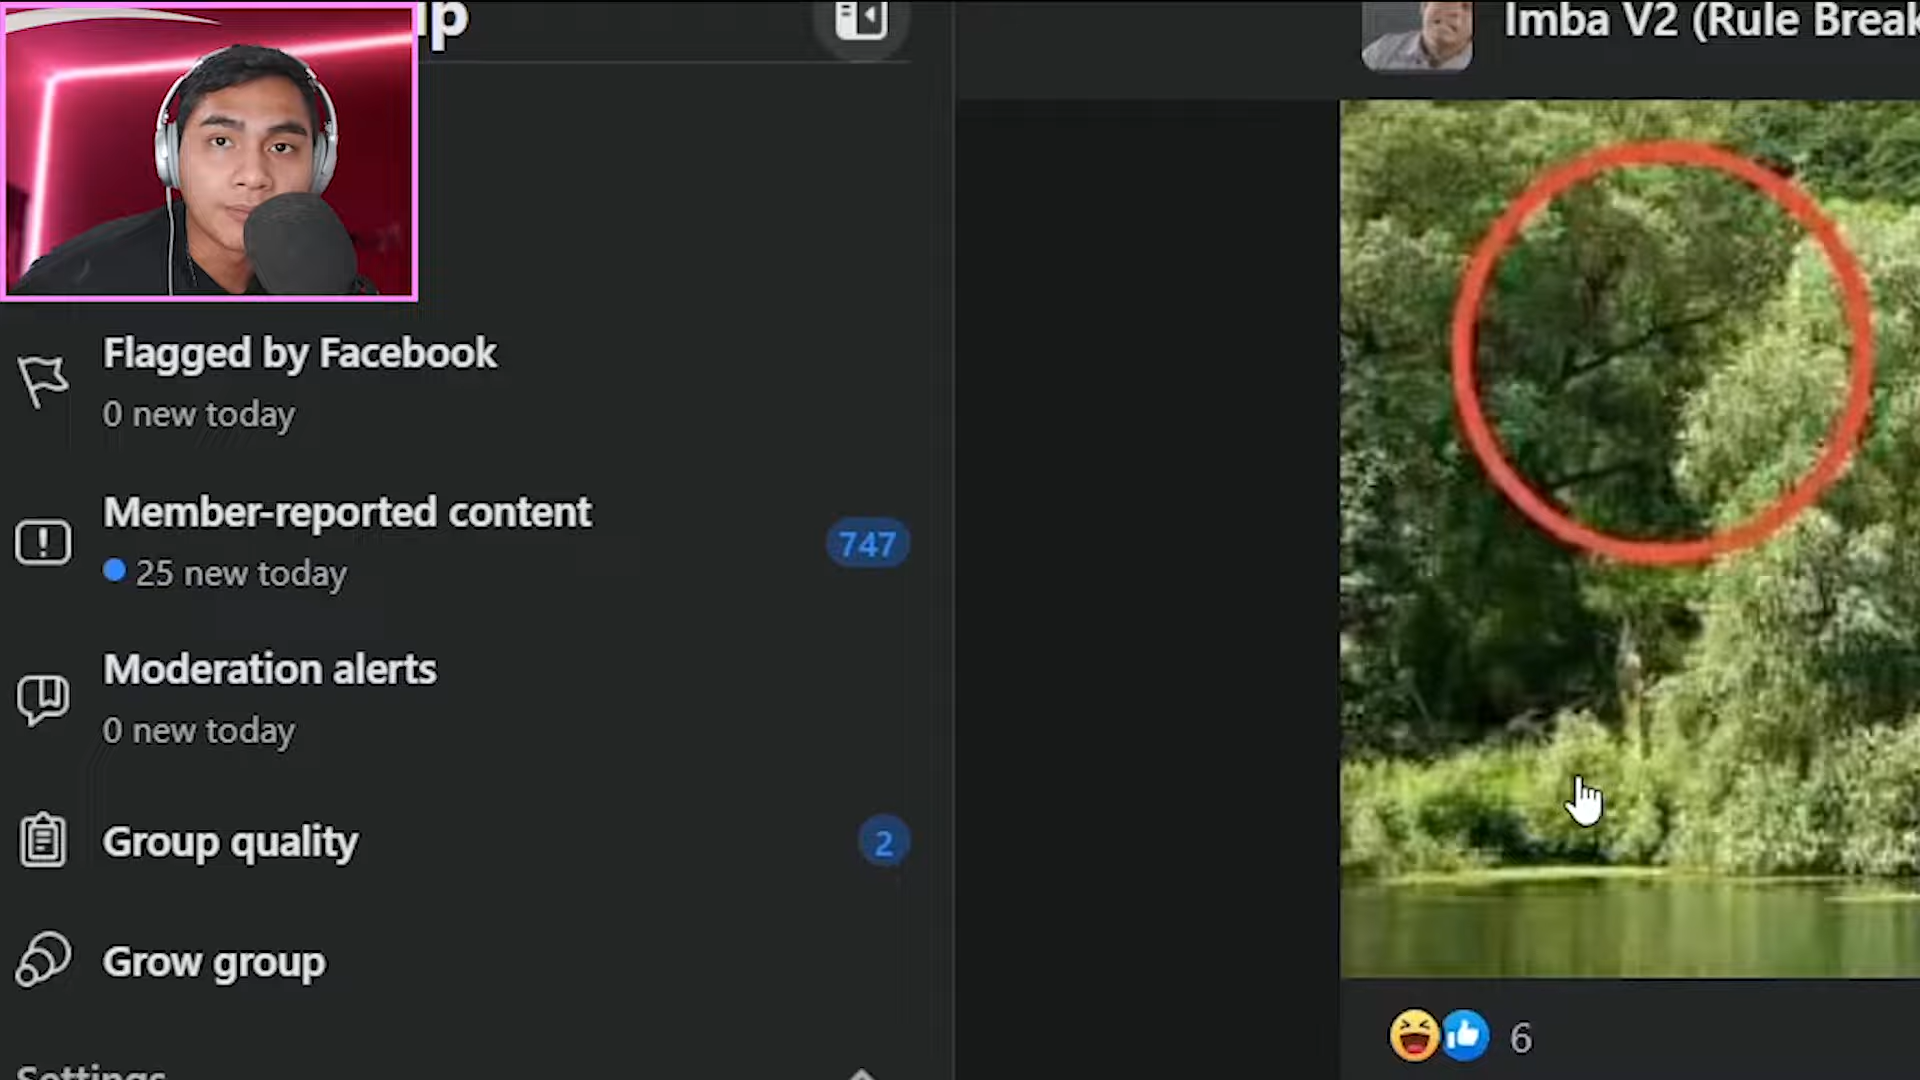 Imba V2 (Rule Break
Flagged by Facebook
0 new today
Member-reported content
25 new today
747
Moderation alerts
0 new today
Group quality
2
Grow group
Settings
6